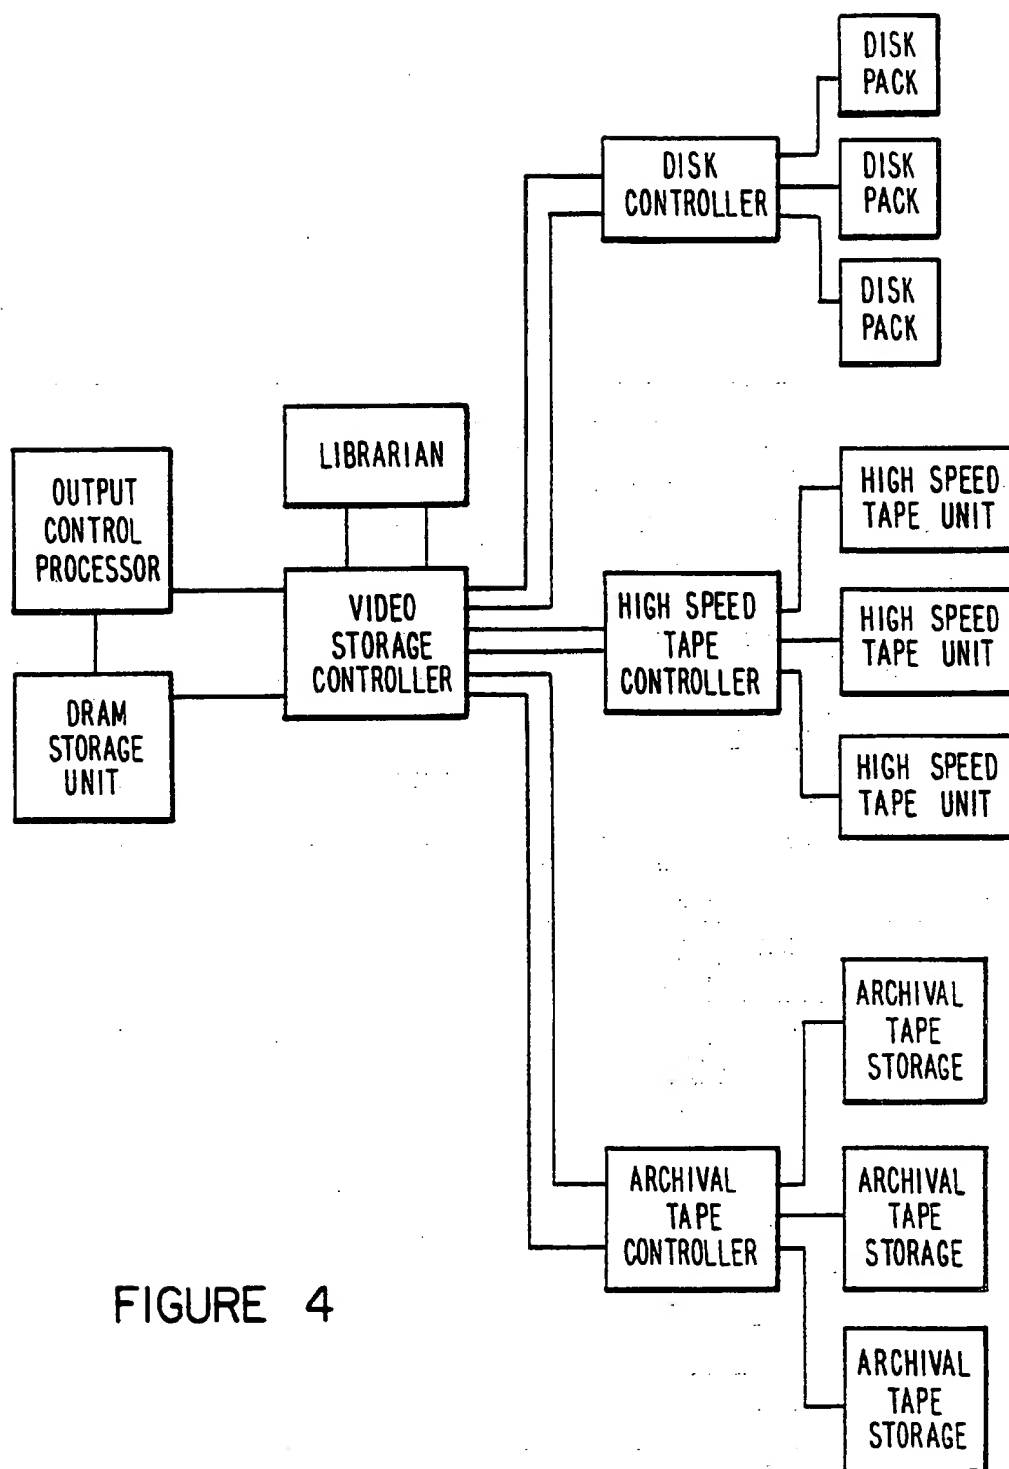 DISK
PACK
DISK
CONTROLLER
DISK
PACK
DISK
PACK
LIBRARIAN
OUTPUT
CONTROL
PROCESSOR
HIGH SPEED
TAPE UNIT
VIDEO
STORAGE
CONTROLLER
HIGH SPEED
TAPE
CONTROLLER
HIGH SPEED
TAPE UNIT
DRAM
STORAGE
UNIT
HIGH SPEED
TAPE UNIT
ARCHIVAL
TAPE
STORAGE
ARCHIVAL
TAPE
CONTROLLER
ARCHIVAL
TAPE
STORAGE
FIGURE 4
ARCHIVAL
TAPE
STORAGE